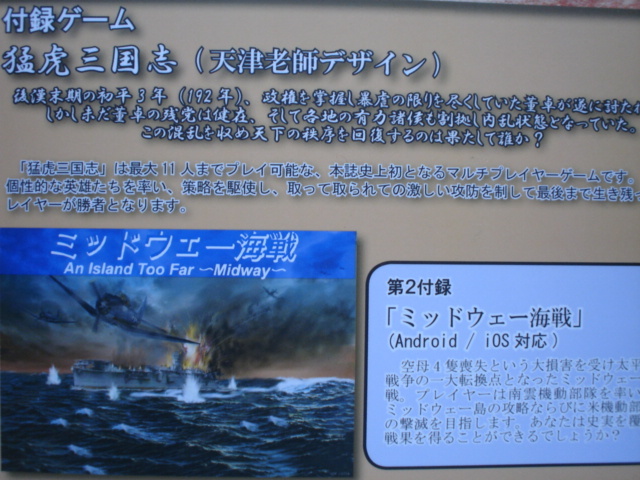 付録ゲーム
猛虎三国志（天津老師デザイン）
後漢末期の初平３年（192年）、政権を掌握し暴虐の限りを尽くしていた董卓が遂に討たれ
しかし未だ董卓の残党は健在、そして各地の有力諸侯も割拠し内乱状態となっていた。
この混乱を収め天下の秩序を回復するのは果たして誰か？
「猛虎三国志」は最大11人までプレイ可能な、本誌史上初となるマルチプレイヤーゲームです。
個性的な英雄たちを率い、策略を駆使し、取って取られての激しい攻防を制して最後まで生き残っ
レイヤーが勝者となります。
ミッドウェー海戦
An Island Too Far 〜Midway〜
第2付録
「ミッドウェー海戦」
(Android / iOS 対応)
空母４隻喪失という大損害を受け太平
戦争の一大転換点となったミッドウェー
戦。プレイヤーは南雲機動部隊を率い
ミッドウェー島の攻略ならびに米機動部
の撃滅を目指します。あなたは史実を覆
戦果を得ることができるでしょうか？